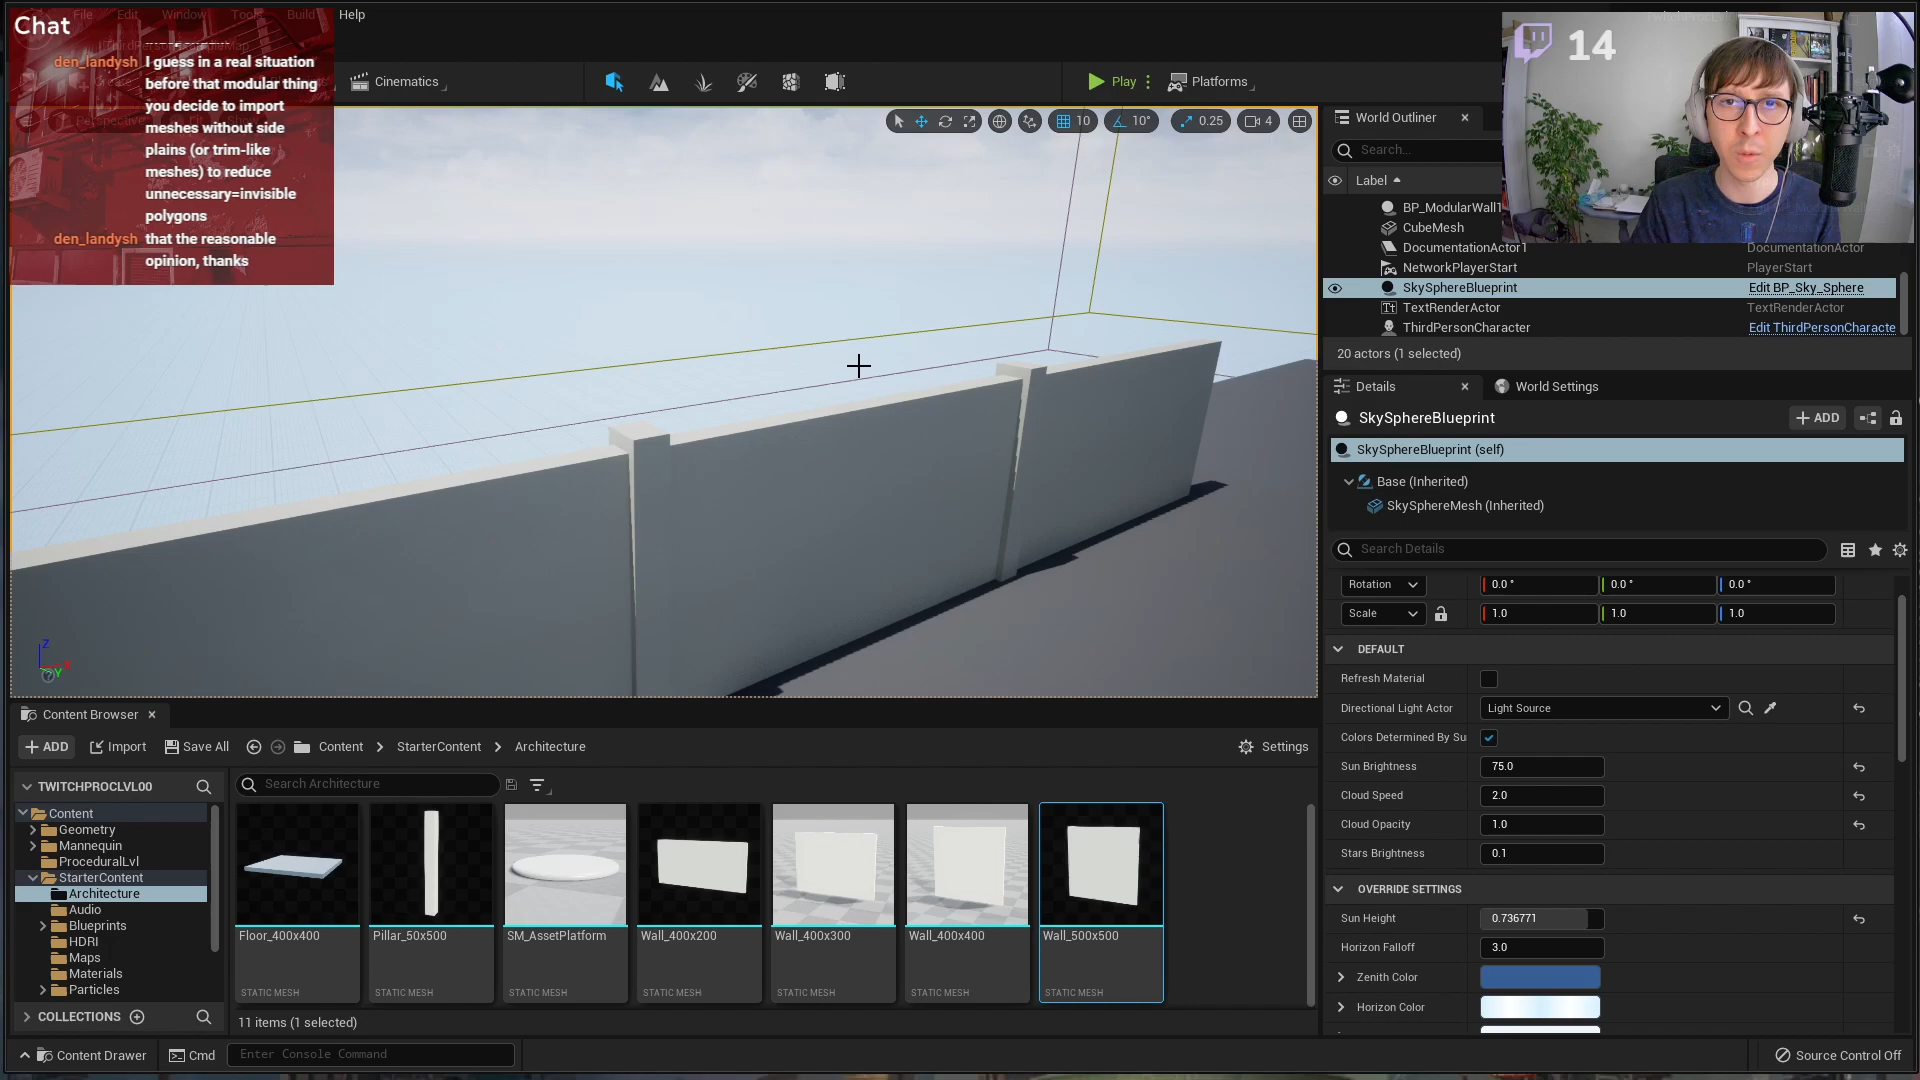 File Edit Window Tools Build Help
Chat
den_landysh I guess in a real situation
before that modular thing
you decide to import
meshes without side
plains (or trim-like
meshes) to reduce
unnecessary=invisible
polygons
den_landysh that the reasonable
opinion, thanks
Cinematics
Play
Platforms
14
10
10°
0.25
4
World Outliner
Search...
Label
BP_ModularWall1
CubeMesh
DocumentationActor1 DocumentationActor
NetworkPlayerStart PlayerStart
SkySphereBlueprint Edit BP_Sky_Sphere
TextRenderActor TextRenderActor
ThirdPersonCharacter Edit ThirdPersonCharacte
20 actors (1 selected)
Details
World Settings
SkySphereBlueprint
ADD
SkySphereBlueprint (self)
Base (Inherited)
SkySphereMesh (Inherited)
Search Details
Rotation 0.0 ° 0.0 ° 0.0 °
Scale 1.0 1.0 1.0
DEFAULT
Refresh Material
Directional Light Actor Light Source
Colors Determined By Su
Sun Brightness 75.0
Cloud Speed 2.0
Cloud Opacity 1.0
Stars Brightness 0.1
OVERRIDE SETTINGS
Sun Height 0.736771
Horizon Falloff 3.0
Zenith Color
Horizon Color
Z
Y
Content Browser
ADD Import Save All Content StarterContent Architecture Settings
TWITCHPROCLVL00
Search Architecture
Content
Geometry
Mannequin
ProceduralLvl
StarterContent
Architecture
Audio
Blueprints
HDRI
Maps
Materials
Particles
COLLECTIONS
Floor_400x400
STATIC MESH
Pillar_50x500
STATIC MESH
SM_AssetPlatform
STATIC MESH
Wall_400x200
STATIC MESH
Wall_400x300
STATIC MESH
Wall_400x400
STATIC MESH
Wall_500x500
STATIC MESH
11 items (1 selected)
Content Drawer
Cmd
Enter Console Command
Source Control Off